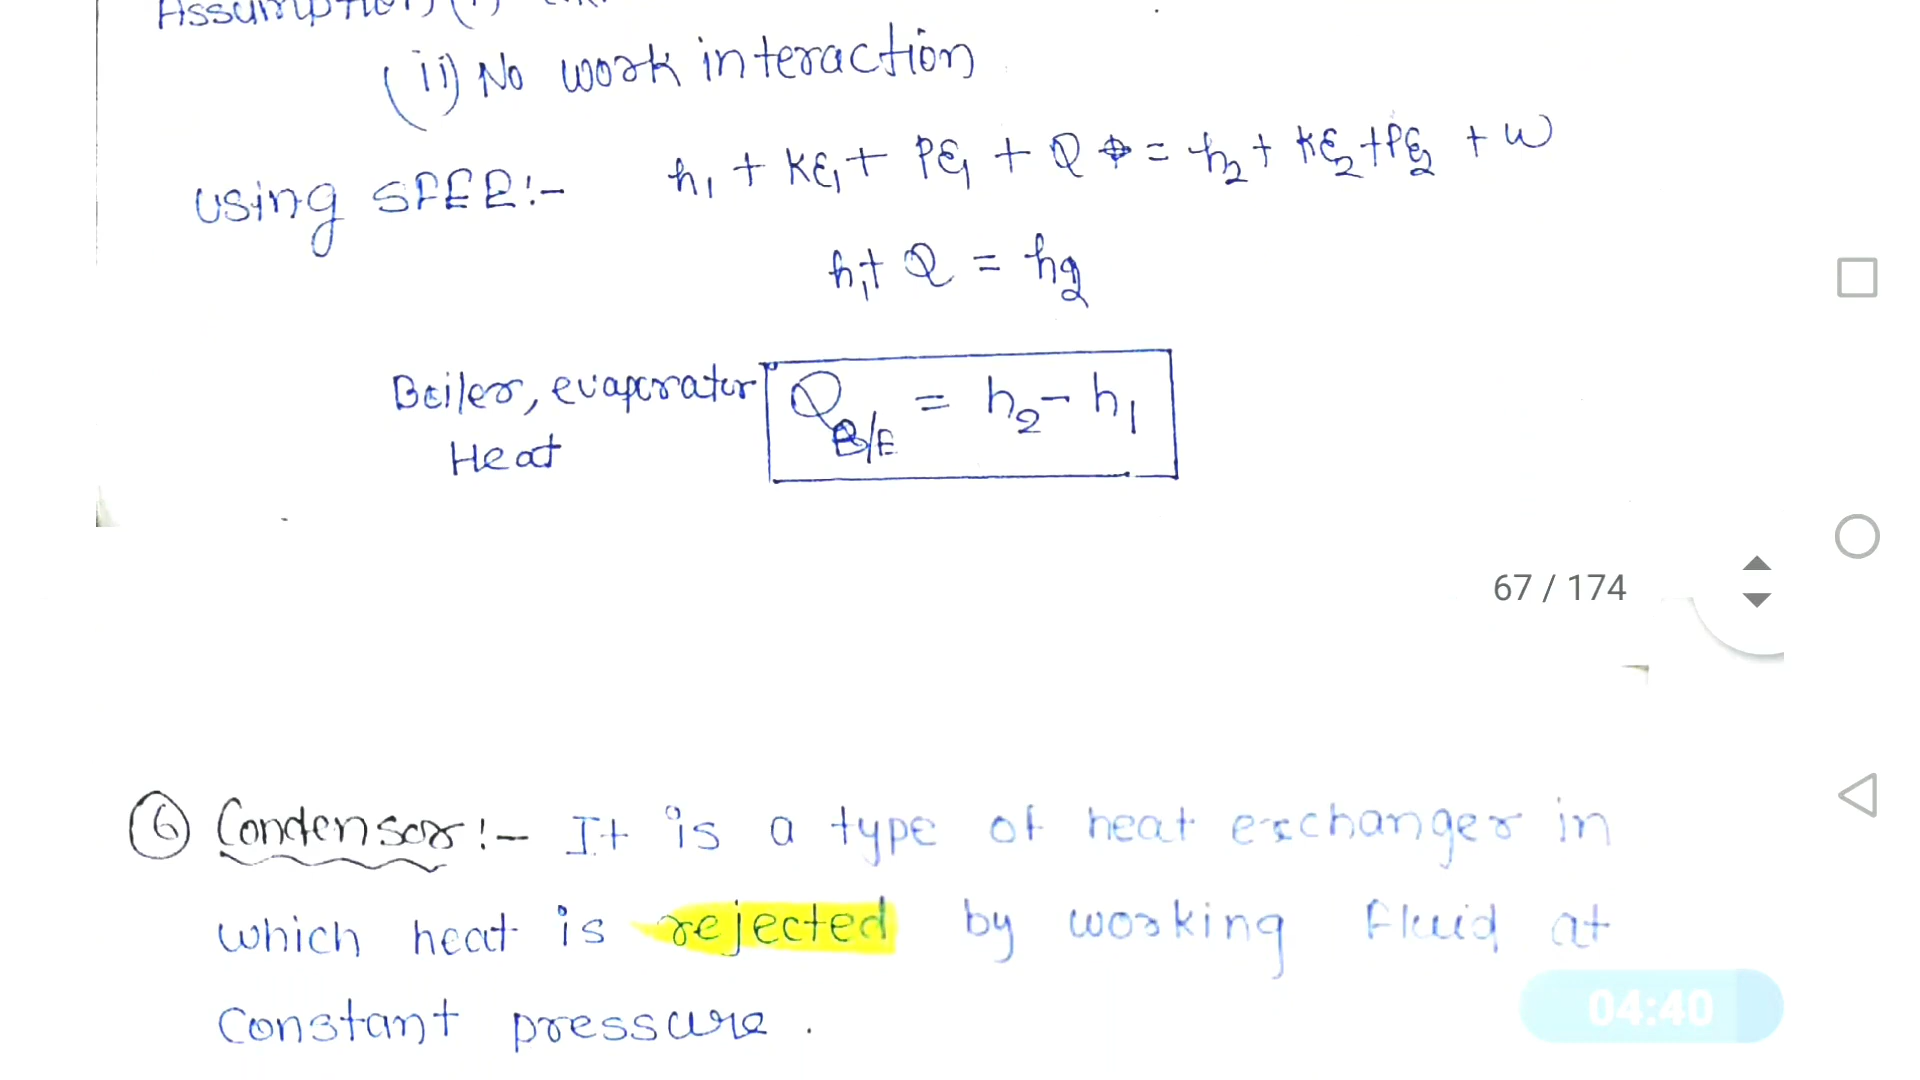 Assumption, (i)
(ii) No work interaction
using SFEE:- h₁ + KE₁ + PE₁ + Q = h₂ + KE₂ + PE₂ + W
h₁ + Q = h₂
Boiler, evaporator Q B/E = h₂ - h₁
Heat
67 / 174
⑥ Condensor:- It is a type of heat exchanger in
which heat is rejected by working fluid at
constant pressure.
04:40